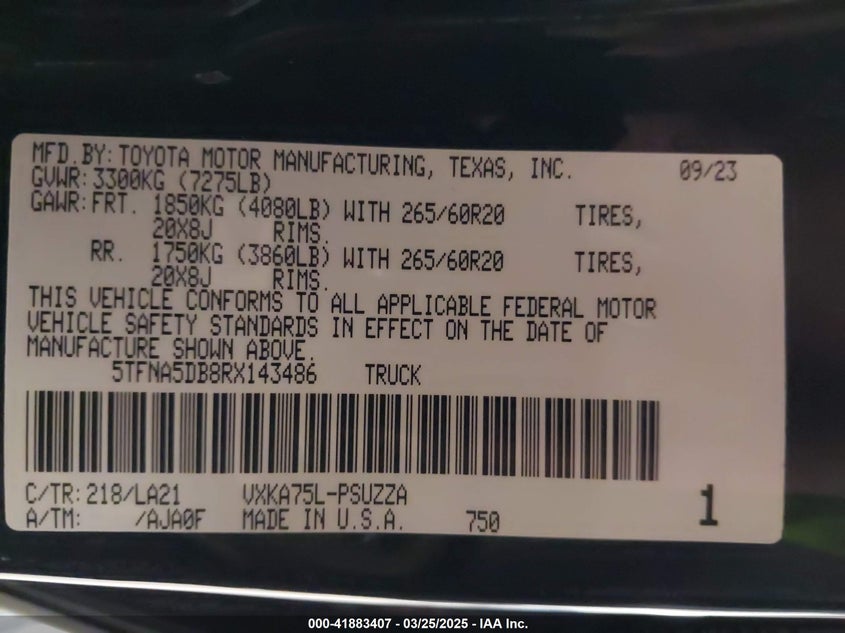 MFD.BY: TOYOTA MOTOR MANUFACTURING, TEXAS, INC. 09/23
GVWR: 3300KG (7275LB)
GAWR: FRT. 1850KG (4080LB) WITH 265/60R20 TIRES,
20X8J RIMS.
RR. 1750KG (3860LB) WITH 265/60R20 TIRES,
20X8J RIMS.
THIS VEHICLE CONFORMS TO ALL APPLICABLE FEDERAL MOTOR
VEHICLE SAFETY STANDARDS IN EFFECT ON THE DATE OF
MANUFACTURE SHOWN ABOVE.
5TFNA5DB8RX143486 TRUCK
C/TR: 218/LA21 VXKA75L-PSUZZA
A/TM: /AJA0F MADE IN U.S.A. 750 1
000-41883407 - 03/25/2025 - IAA Inc.